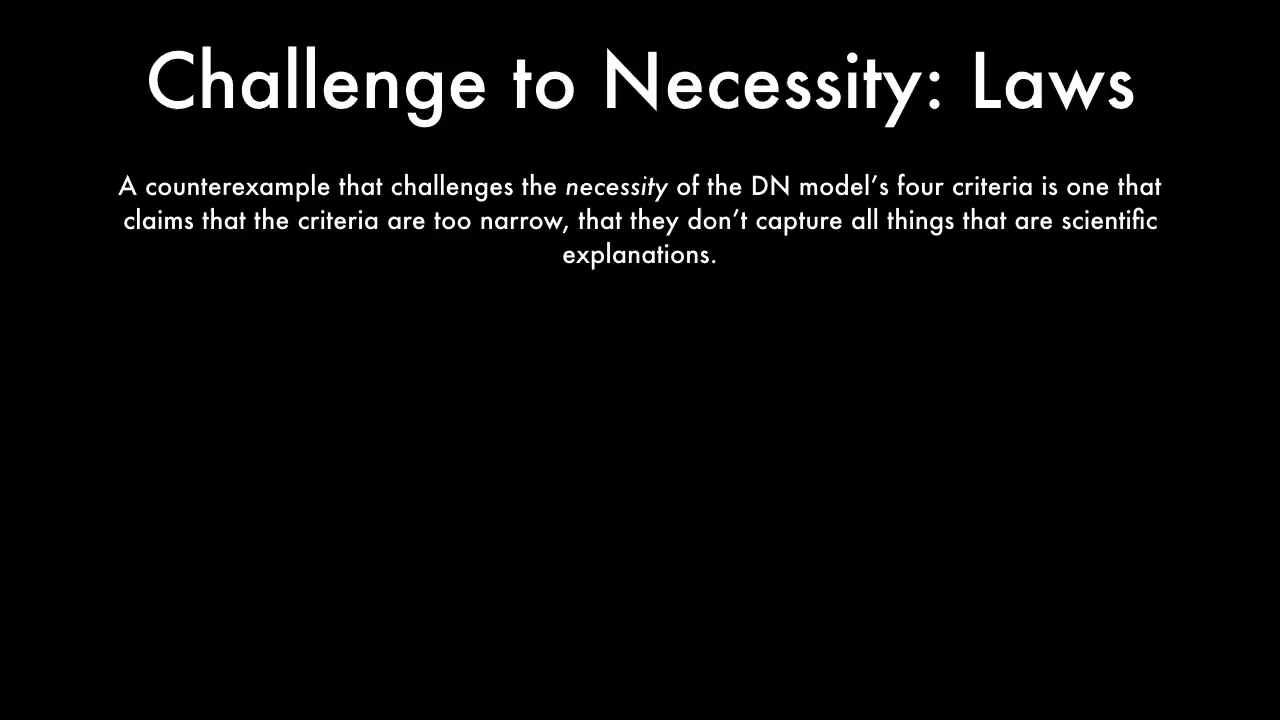 Challenge to Necessity: Laws
A counterexample that challenges the necessity of the DN model’s four criteria is one that
claims that the criteria are too narrow, that they don’t capture all things that are scientific
explanations.